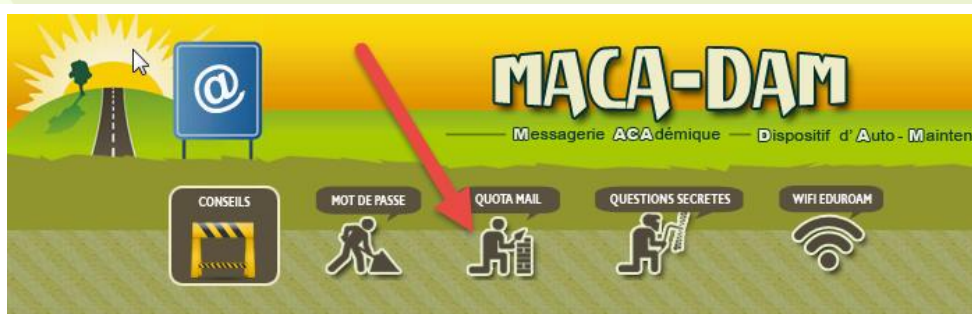 @
MACA-DAM
Messagerie ACAdémique — Dispositif d'Auto-Mainten
CONSEILS
MOT DE PASSE
QUOTA MAIL
QUESTIONS SECRETES
WIFI EDUROAM